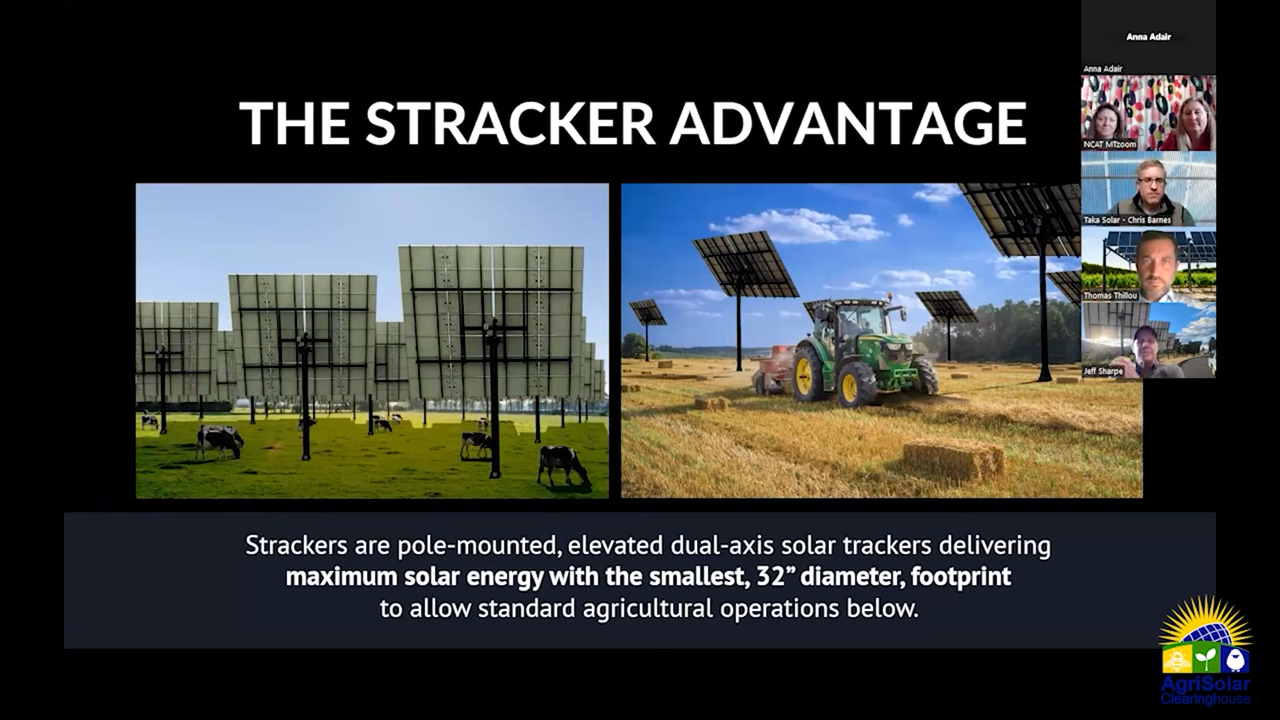 Anna Adair
Anna Adair
THE STRACKER ADVANTAGE
NCAT MTzoom
Taka Solar - Chris Barnes
Thomas Thillou
Jeff Sharpe
Strackers are pole-mounted, elevated dual-axis solar trackers delivering
maximum solar energy with the smallest, 32” diameter, footprint
to allow standard agricultural operations below.
AgriSolar
Clearinghouse